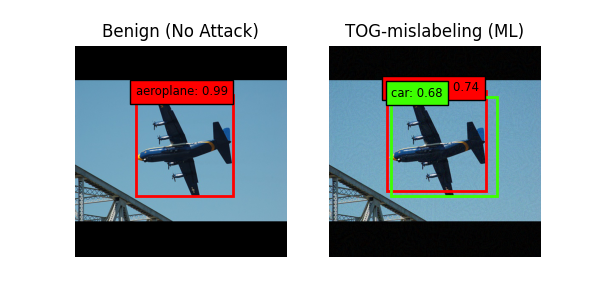 Benign (No Attack)
TOG-mislabeling (ML)
aeroplane: 0.99
0.74
car: 0.68